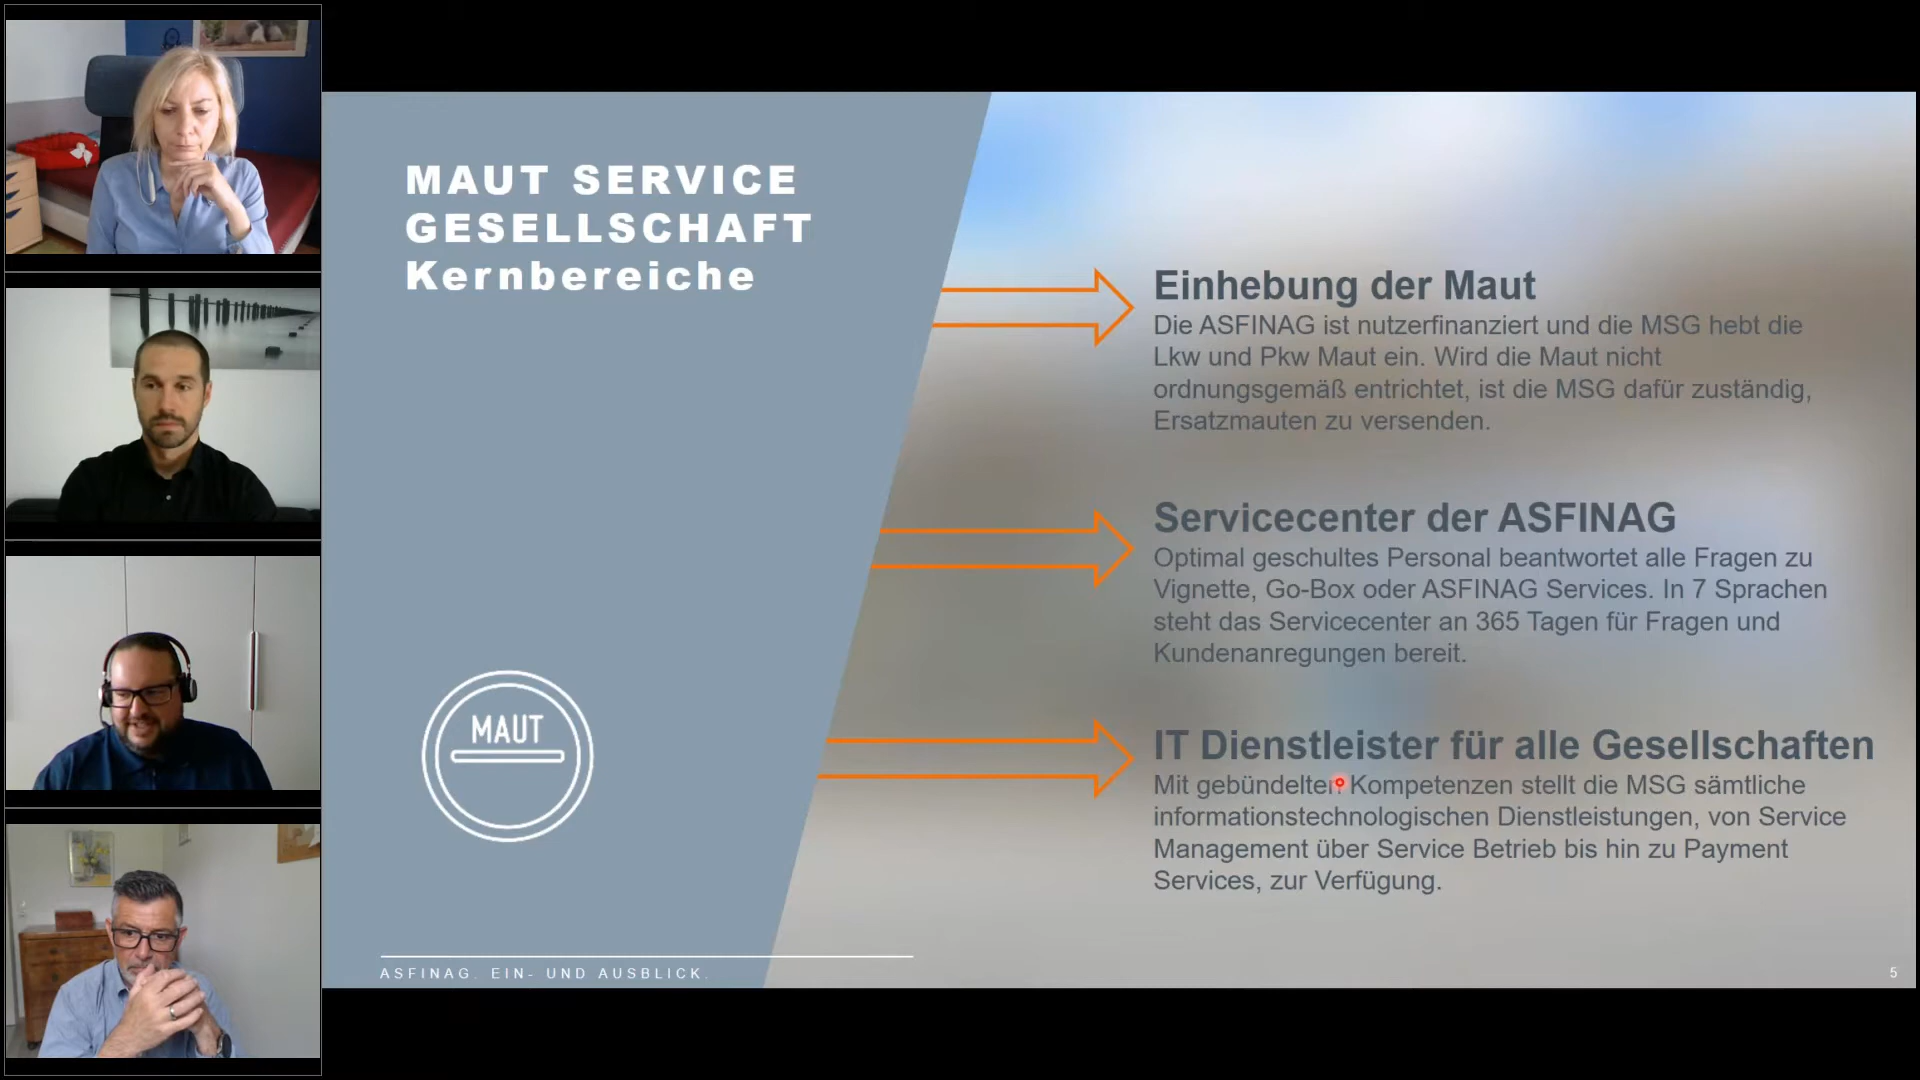 MAUT SERVICE
GESELLSCHAFT
Kernbereiche
MAUT
Einhebung der Maut
Die ASFINAG ist nutzerfinanziert und die MSG hebt die
Lkw und Pkw Maut ein. Wird die Maut nicht
ordnungsgemäß entrichtet, ist die MSG dafür zuständig,
Ersatzmauten zu versenden.
Servicecenter der ASFINAG
Optimal geschultes Personal beantwortet alle Fragen zu
Vignette, Go-Box oder ASFINAG Services. In 7 Sprachen
steht das Servicecenter an 365 Tagen für Fragen und
Kundenanregungen bereit.
IT Dienstleister für alle Gesellschaften
Mit gebündelten Kompetenzen stellt die MSG sämtliche
informationstechnologischen Dienstleistungen, von Service
Management über Service Betrieb bis hin zu Payment
Services, zur Verfügung.
ASFINAG. EIN- UND AUSBLICK.
5